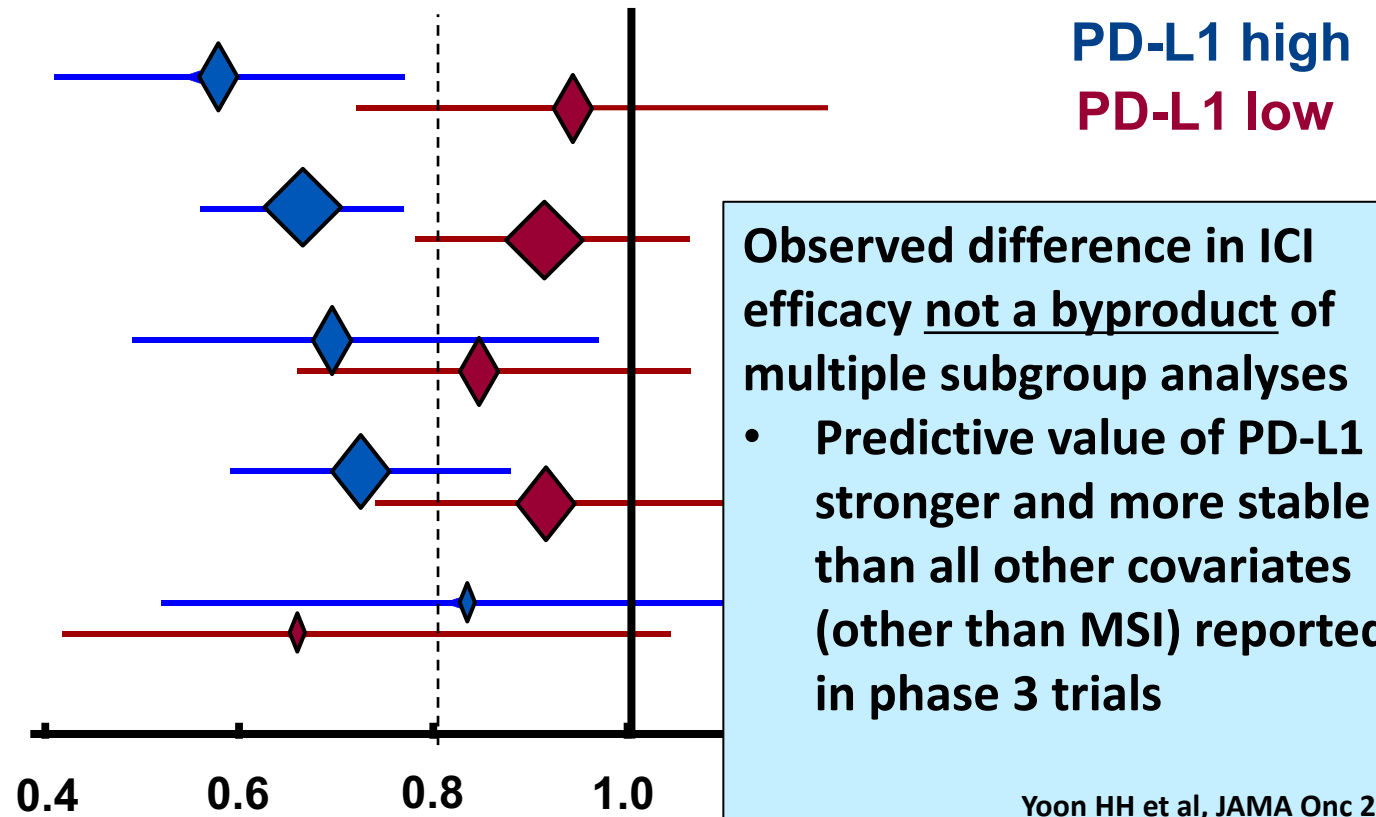 PD-L1 high
PD-L1 low
Observed difference in ICI
efficacy not a byproduct of
multiple subgroup analyses
• Predictive value of PD-L1
stronger and more stable
than all other covariates
(other than MSI) reported
in phase 3 trials
Yoon HH et al, JAMA Onc 2
0.4 0.6 0.8 1.0